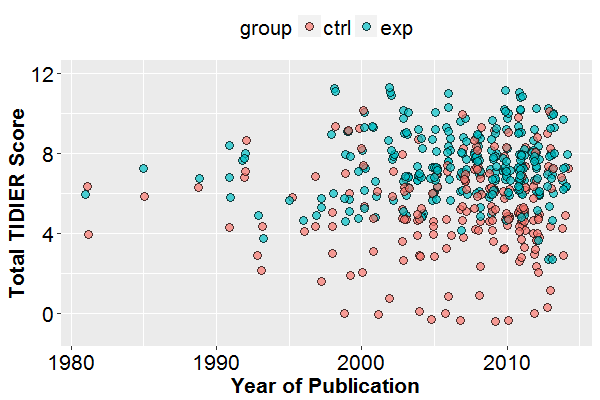 group ctrl exp
12
8
4
0
Total TIDieR Score
1980 1990 2000 2010
Year of Publication